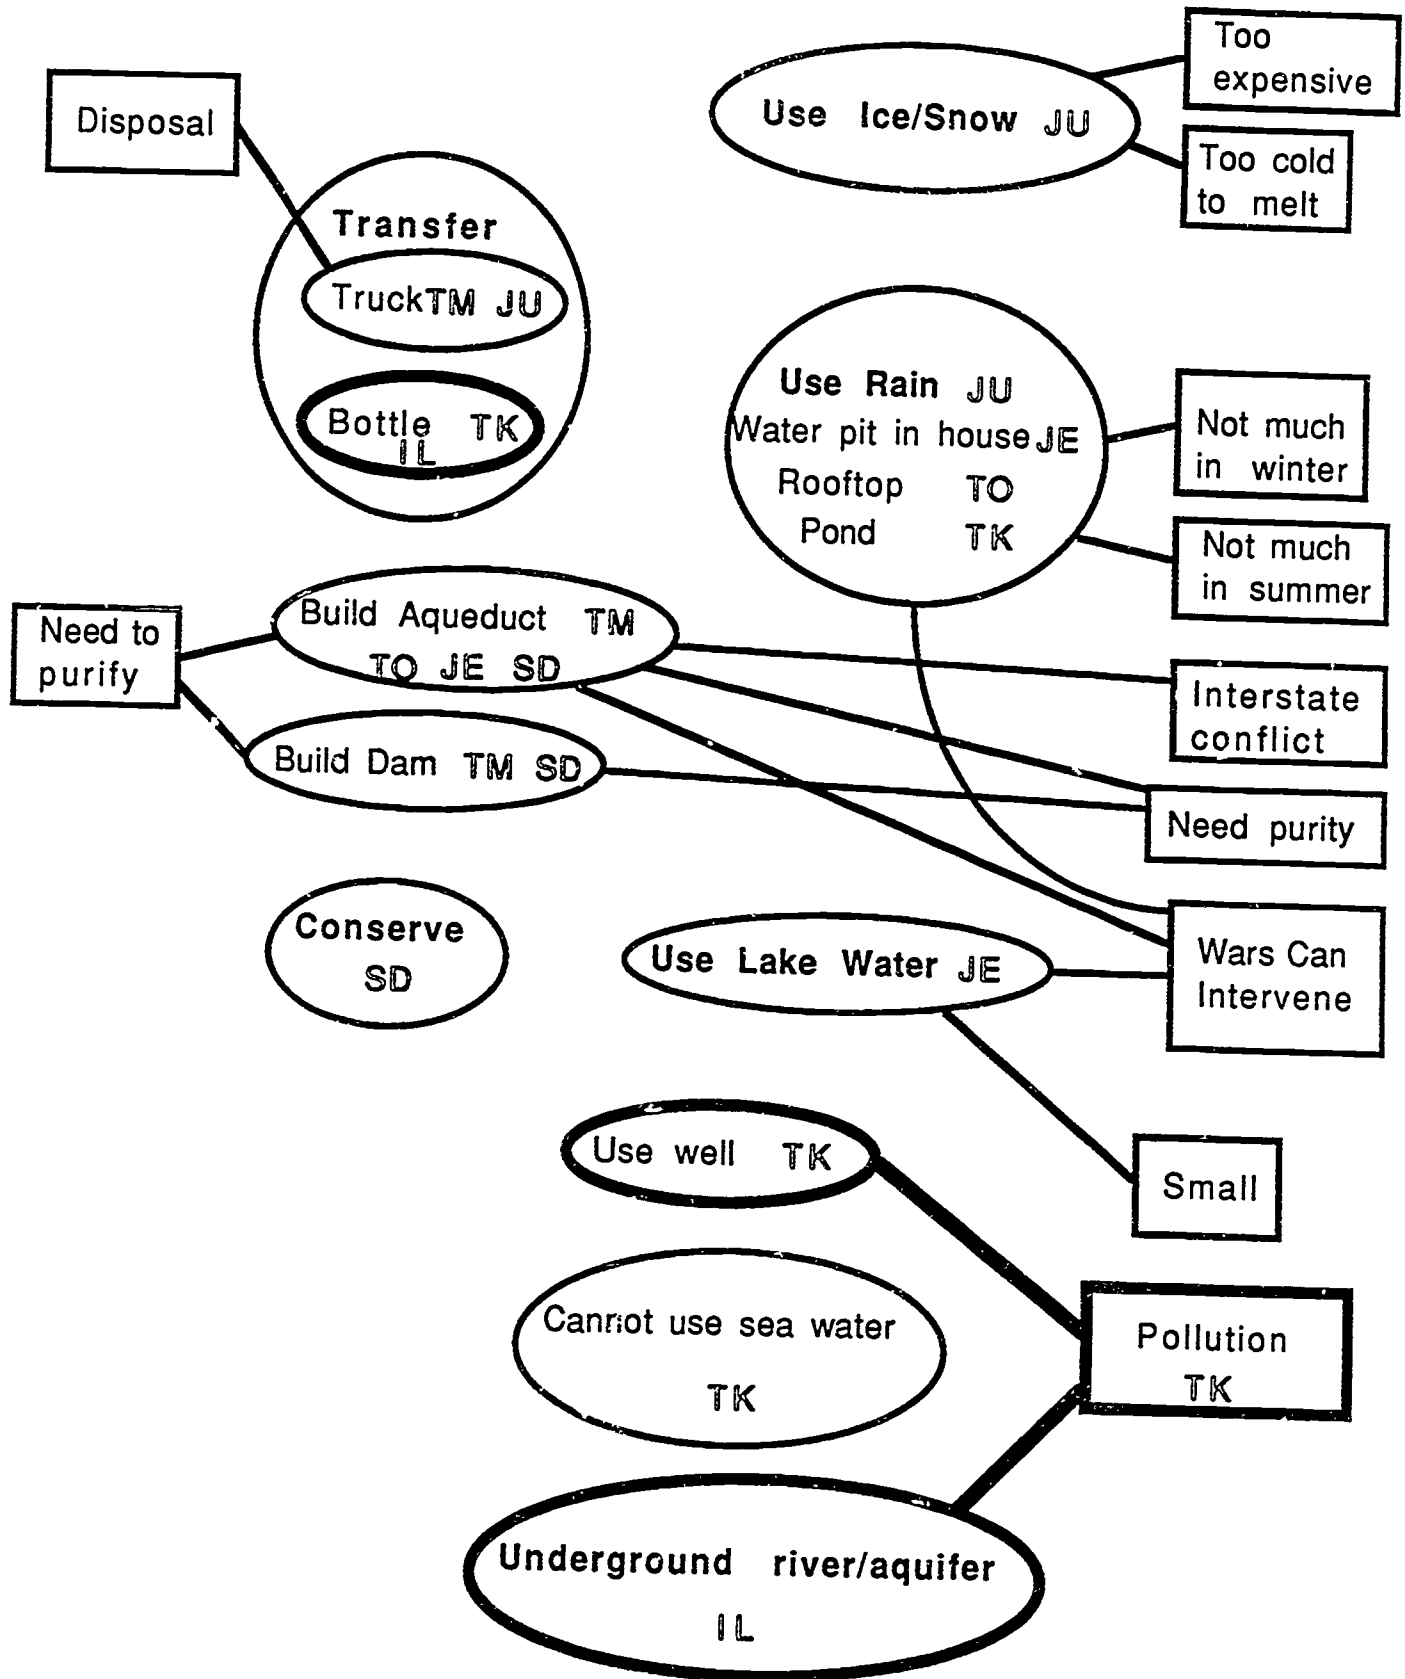 Too
expensive
Disposal
Use Ice/Snow JU
Too cold
to melt
Transfer
Truck TM JU
Bottle TK
IL
Use Rain JU
Water pit in house JE
Rooftop TO
Pond TK
Not much
in winter
Not much
in summer
Need to
purify
Build Aqueduct TM
TO JE SD
Interstate
conflict
Build Dam TM SD
Need purity
Conserve
SD
Use Lake Water JE
Wars Can
Intervene
Use well TK
Small
Cannot use sea water
TK
Pollution
TK
Underground river/aquifer
IL